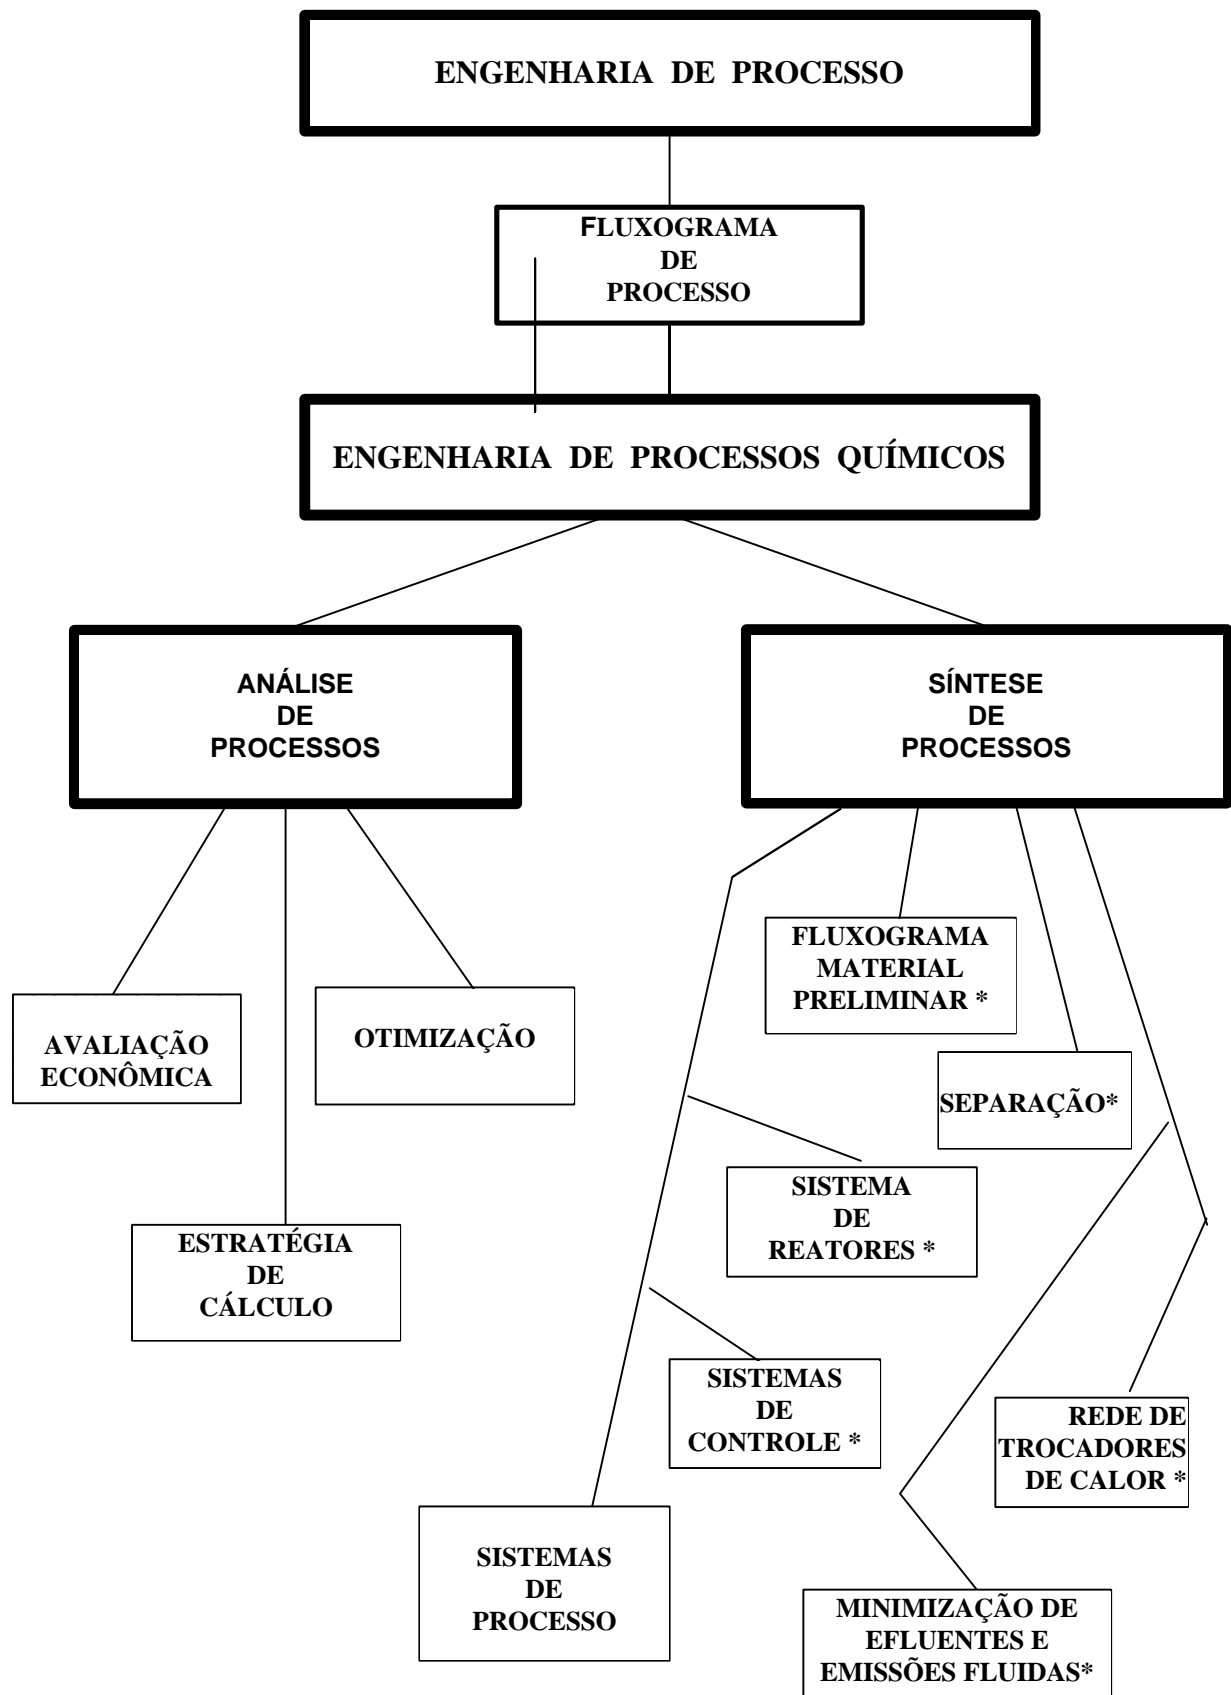 ENGENHARIA DE PROCESSO
FLUXOGRAMA
DE
PROCESSO
ENGENHARIA DE PROCESSOS QUÍMICOS
ANÁLISE
DE
PROCESSOS
SÍNTESE
DE
PROCESSOS
FLUXOGRAMA
MATERIAL
PRELIMINAR *
AVALIAÇÃO
ECONÔMICA
OTIMIZAÇÃO
SEPARAÇÃO*
SISTEMA
DE
REATORES *
ESTRATÉGIA
DE
CÁLCULO
SISTEMAS
DE
CONTROLE *
REDE DE
TROCADORES
DE CALOR *
SISTEMAS
DE
PROCESSO
MINIMIZAÇÃO DE
EFLUENTES E
EMISSÕES FLUIDAS*